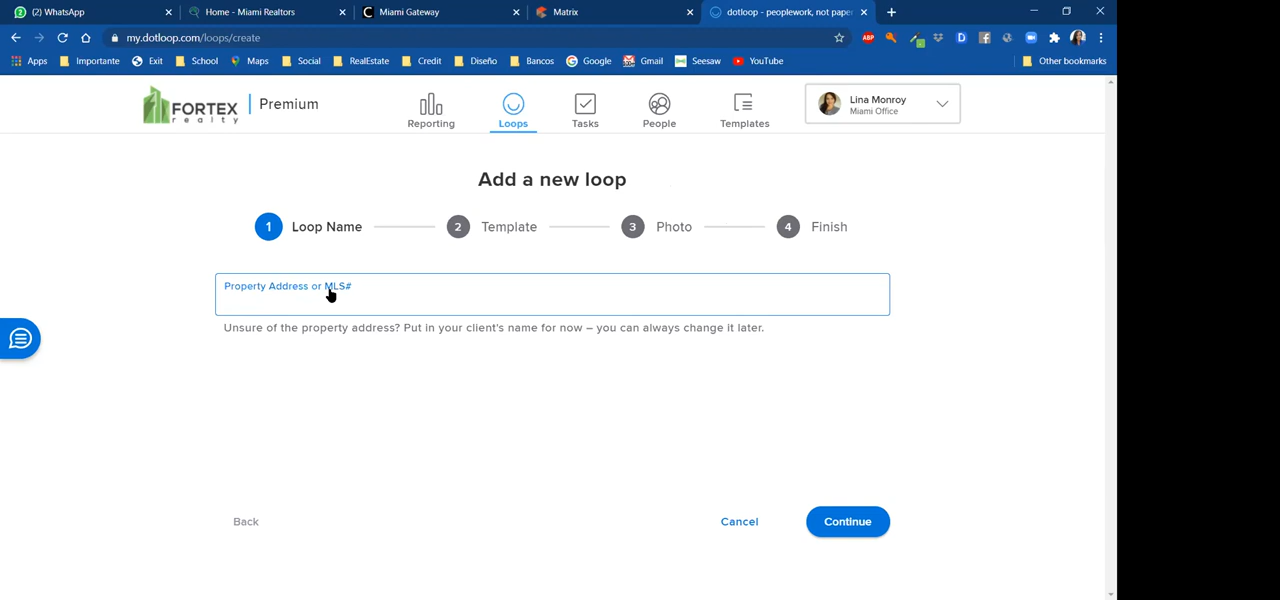 (2) WhatsApp
Home - Miami Realtors
Miami Gateway
Matrix
dotloop - peoplework, not paper
my.dotloop.com/loops/create
Apps
Importante
Exit
School
Maps
Social
RealEstate
Credit
Diseño
Bancos
Google
Gmail
Seesaw
YouTube
Other bookmarks
FORTEX
realty
Premium
Reporting
Loops
Tasks
People
Templates
Lina Monroy
Miami Office
Add a new loop
1 Loop Name
2 Template
3 Photo
4 Finish
Property Address or MLS#
Unsure of the property address? Put in your client's name for now – you can always change it later.
Back
Cancel
Continue